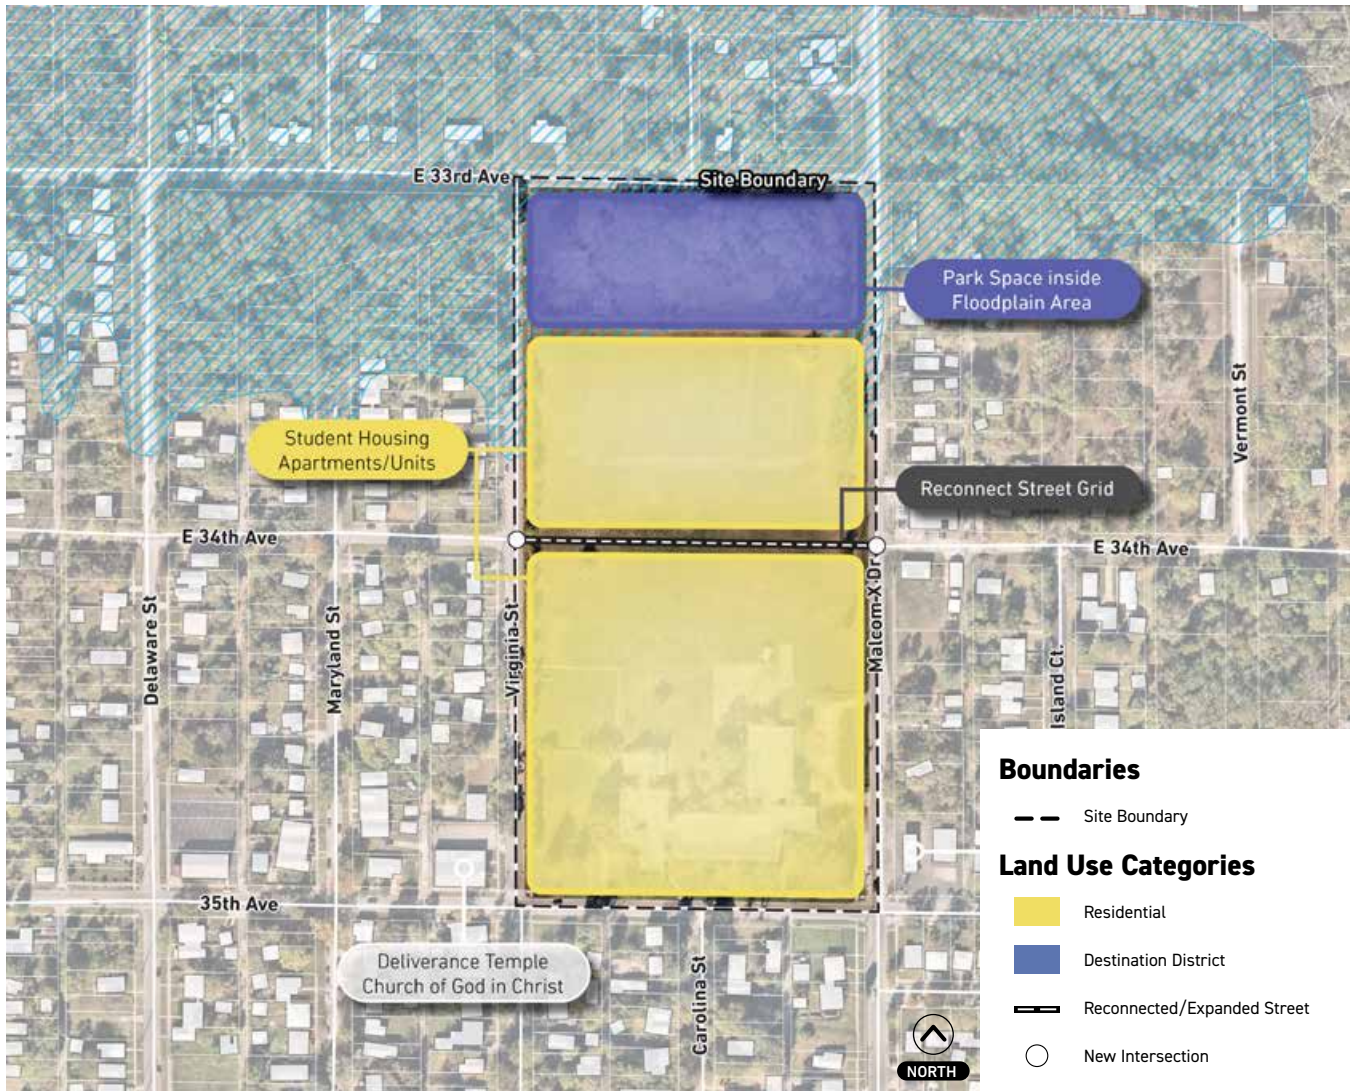 E 33rd Ave
Site Boundary
Park Space inside
Floodplain Area
Student Housing
Apartments/Units
Vermont St
Reconnect Street Grid
E 34th Ave
E 34th Ave
Delaware St
Maryland St
Virginia St
Malcom X Dr
Island Ct.
35th Ave
Deliverance Temple
Church of God in Christ
Carolina St
NORTH
Boundaries
Site Boundary
Land Use Categories
Residential
Destination District
Reconnected/Expanded Street
New Intersection